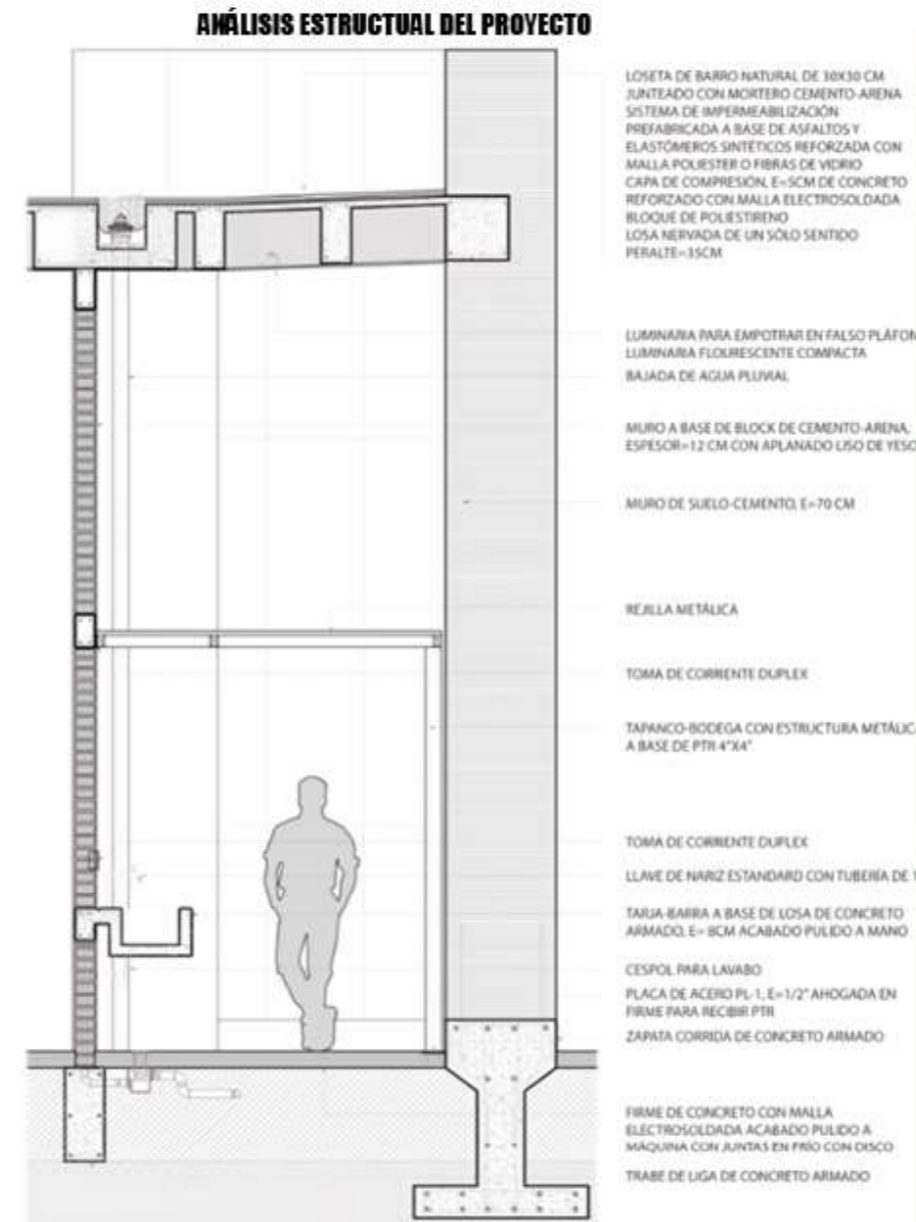 ANÁLISIS ESTRUCTUAL DEL PROYECTO
LOSETA DE BARRO NATURAL DE 30X30 CM
JUNTEADO CON MORTERO CEMENTO-ARENA
SISTEMA DE IMPERMEABILIZACIÓN
PREFABRICADA A BASE DE ASFALTOS Y
ELASTÓMEROS SINTÉTICOS REFORZADA CON
MALLA POLIESTER O FIBRAS DE VIDRIO
CAPA DE COMPRESIÓN, E=5CM DE CONCRETO
REFORZADO CON MALLA ELECTROSOLDADA
BLOQUE DE POLIESTIRENO
LOSA NERVADA DE UN SÓLO SENTIDO
PERALTE=35CM
LUMINARIA PARA EMPOTRAR EN FALSO PLÁFON
LUMINARIA FLOURESCENTE COMPACTA
BAJADA DE AGUA PLUVIAL
MURO A BASE DE BLOCK DE CEMENTO-ARENA,
ESPESOR=12 CM CON APLANADO LISO DE YESO
MURO DE SUELO-CEMENTO, E=70 CM
REJILLA METÁLICA
TOMA DE CORRIENTE DUPLEX
TAPANCO-BODEGA CON ESTRUCTURA METÁLIC
A BASE DE PTR 4"X4"
TOMA DE CORRIENTE DUPLEX
LLAVE DE NARIZ ESTANDARD CON TUBERÍA DE 1
TARJA-BARRA A BASE DE LOSA DE CONCRETO
ARMADO, E= 8CM ACABADO PULIDO A MANO
CESPOL PARA LAVABO
PLACA DE ACERO PL-1, E=1/2" AHOGADA EN
FIRME PARA RECIBIR PTR
ZAPATA CORRIDA DE CONCRETO ARMADO
FIRME DE CONCRETO CON MALLA
ELECTROSOLDADA ACABADO PULIDO A
MÁQUINA CON JUNTAS EN FRÍO CON DISCO
TRABE DE LIGA DE CONCRETO ARMADO